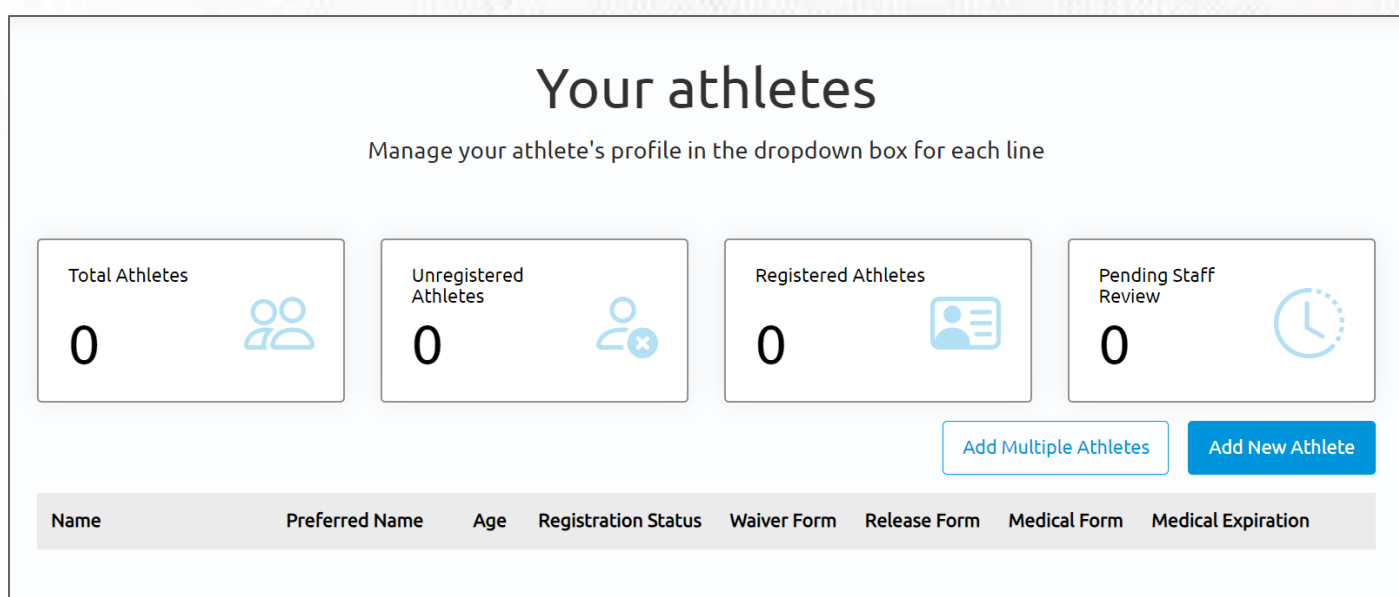 Your athletes
Manage your athlete's profile in the dropdown box for each line
Total Athletes
0
Unregistered
Athletes
0
Registered Athletes
0
Pending Staff
Review
0
Add Multiple Athletes
Add New Athlete
Name Preferred Name Age Registration Status Waiver Form Release Form Medical Form Medical Expiration